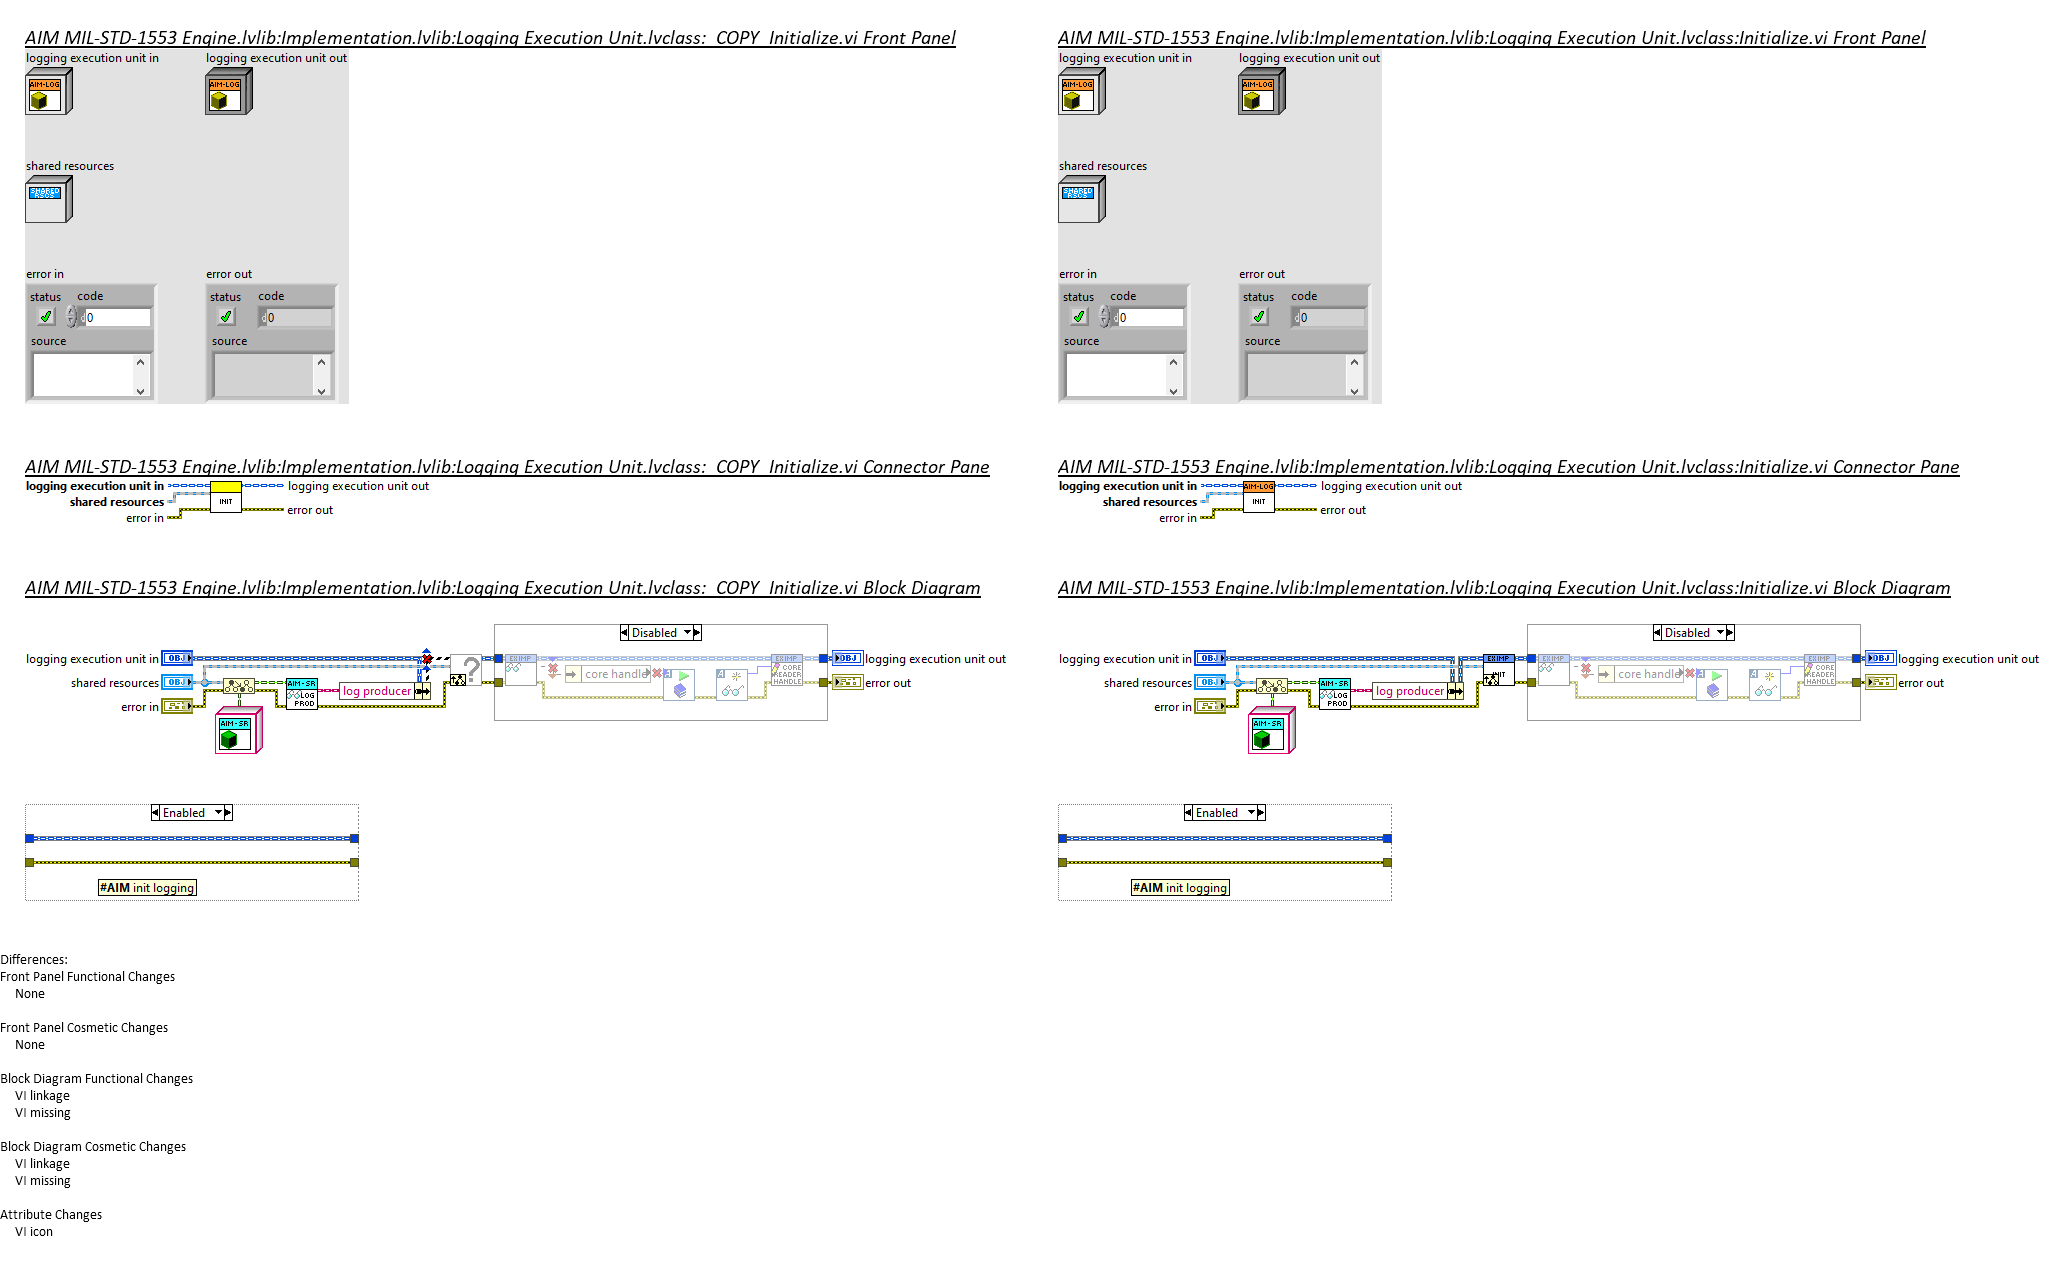 AIM MIL-STD-1553 Engine.lvlib:Implementation.lvlib:Logging Execution Unit.lvclass:_COPY_Initialize.vi Front Panel
logging execution unit in
logging execution unit out
AIM-LOG
AIM-LOG
shared resources
SHARED
RSCS
error in
error out
status
code
status
code
0
0
source
source
AIM MIL-STD-1553 Engine.lvlib:Implementation.lvlib:Logging Execution Unit.lvclass:_COPY_Initialize.vi Connector Pane
logging execution unit in
logging execution unit out
shared resources
INIT
error in
error out
AIM MIL-STD-1553 Engine.lvlib:Implementation.lvlib:Logging Execution Unit.lvclass:_COPY_Initialize.vi Block Diagram
Disabled
logging execution unit in
OBJ
?
EXIMP
EXIMP
OBJ
logging execution unit out
core handle
CORE
READER
HANDLE
shared resources
OBJ
AIM-SR
LOG
PROD
log producer
error out
error in
AIM-SR
Enabled
#AIM init logging
AIM MIL-STD-1553 Engine.lvlib:Implementation.lvlib:Logging Execution Unit.lvclass:Initialize.vi Front Panel
logging execution unit in
logging execution unit out
AIM-LOG
AIM-LOG
shared resources
SHARED
RSCS
error in
error out
status
code
status
code
0
0
source
source
AIM MIL-STD-1553 Engine.lvlib:Implementation.lvlib:Logging Execution Unit.lvclass:Initialize.vi Connector Pane
logging execution unit in
AIM-LOG
logging execution unit out
shared resources
INIT
error in
error out
AIM MIL-STD-1553 Engine.lvlib:Implementation.lvlib:Logging Execution Unit.lvclass:Initialize.vi Block Diagram
Disabled
logging execution unit in
OBJ
EXIMP
EXIMP
EXIMP
OBJ
logging execution unit out
core handle
CORE
READER
HANDLE
shared resources
OBJ
AIM-SR
LOG
PROD
log producer
error out
error in
AIM-SR
Enabled
#AIM init logging
Differences:
Front Panel Functional Changes
None
Front Panel Cosmetic Changes
None
Block Diagram Functional Changes
VI linkage
VI missing
Block Diagram Cosmetic Changes
VI linkage
VI missing
Attribute Changes
VI icon